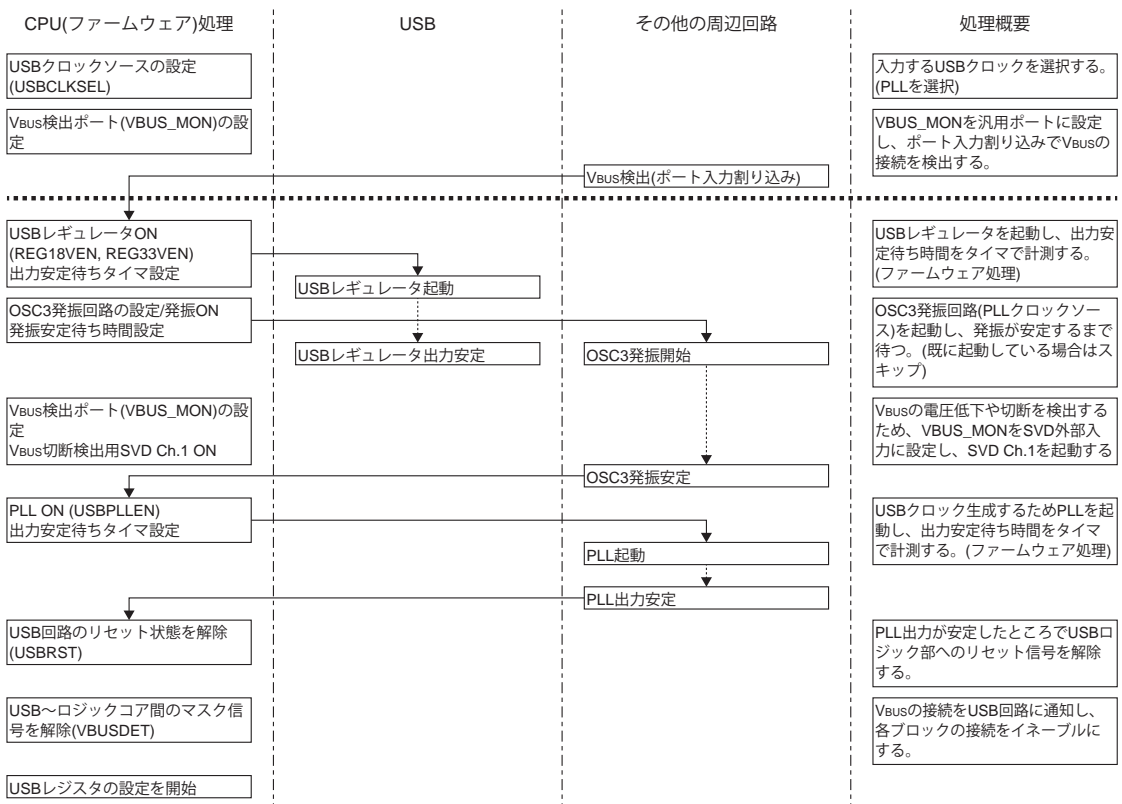 CPU(ファームウェア)処理
USB
その他の周辺回路
処理概要
USBクロックソースの設定
(USBCLKSEL)
入力するUSBクロックを選択する。
(PLLを選択)
VBUS検出ポート(VBUS_MON)の設
定
VBUS_MONを汎用ポートに設定
し、ポート入力割り込みでVBUSの
接続を検出する。
VBUS検出(ポート入力割り込み)
USBレギュレータON
(REG18VEN, REG33VEN)
出力安定待ちタイマ設定
USBレギュレータを起動し、出力安
定待ち時間をタイマで計測する。
(ファームウェア処理)
USBレギュレータ起動
OSC3発振回路の設定/発振ON
発振安定待ち時間設定
OSC3発振回路(PLLクロックソー
ス)を起動し、発振が安定するまで
待つ。(既に起動している場合はス
キップ)
USBレギュレータ出力安定
OSC3発振開始
VBUS検出ポート(VBUS_MON)の設
定
VBUS切断検出用SVD Ch.1 ON
VBUSの電圧低下や切断を検出する
ため、VBUS_MONをSVD外部入
力に設定し、SVD Ch.1を起動する
OSC3発振安定
PLL ON (USBPLLEN)
出力安定待ちタイマ設定
USBクロック生成するためPLLを起
動し、出力安定待ち時間をタイマ
で計測する。(ファームウェア処理)
PLL起動
PLL出力安定
USB回路のリセット状態を解除
(USBRST)
PLL出力が安定したところでUSBロ
ジック部へのリセット信号を解除
する。
USB～ロジックコア間のマスク信
号を解除(VBUSDET)
VBUSの接続をUSB回路に通知し、
各ブロックの接続をイネーブルに
する。
USBレジスタの設定を開始